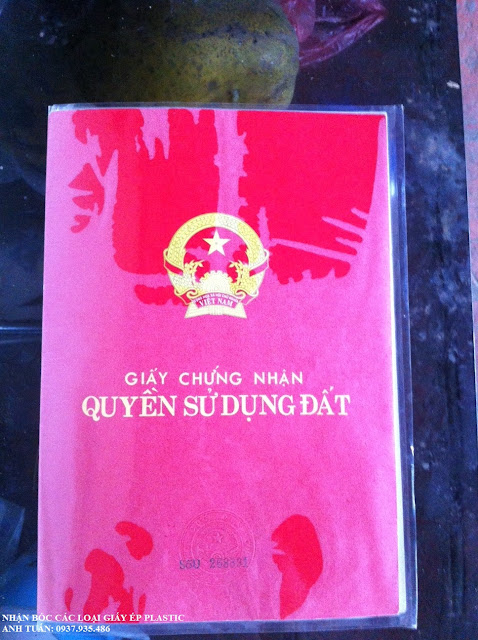 VIỆT NAM
GIẤY CHỨNG NHẬN
QUYỀN SỬ DỤNG ĐẤT
NHẬN BÓC CÁC LOẠI GIẤY ÉP PLASTIC
ANH TUẤN: 0937.935.486